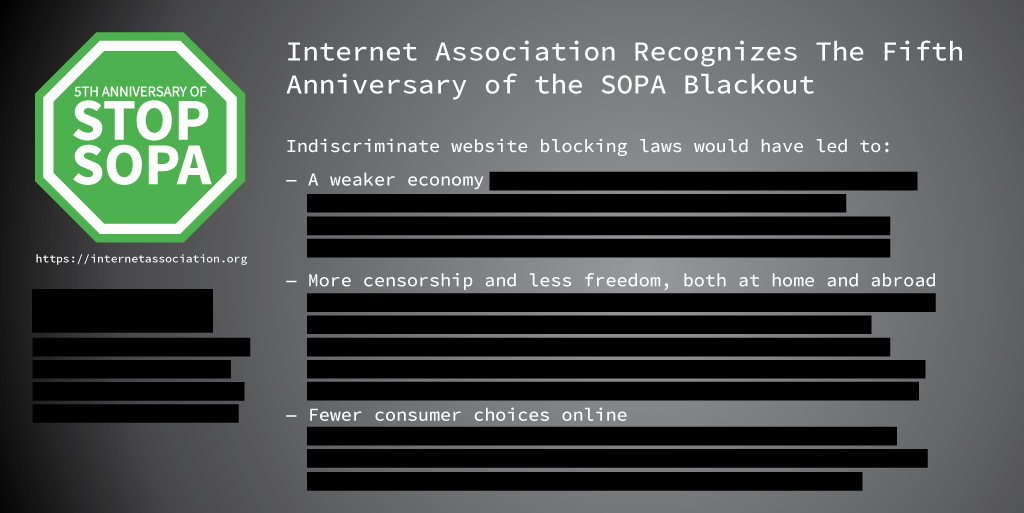 5TH ANNIVERSARY OF
STOP
SOPA
https://internetassociation.org
Internet Association Recognizes The Fifth
Anniversary of the SOPA Blackout
Indiscriminate website blocking laws would have led to:
– A weaker economy
– More censorship and less freedom, both at home and abroad
– Fewer consumer choices online